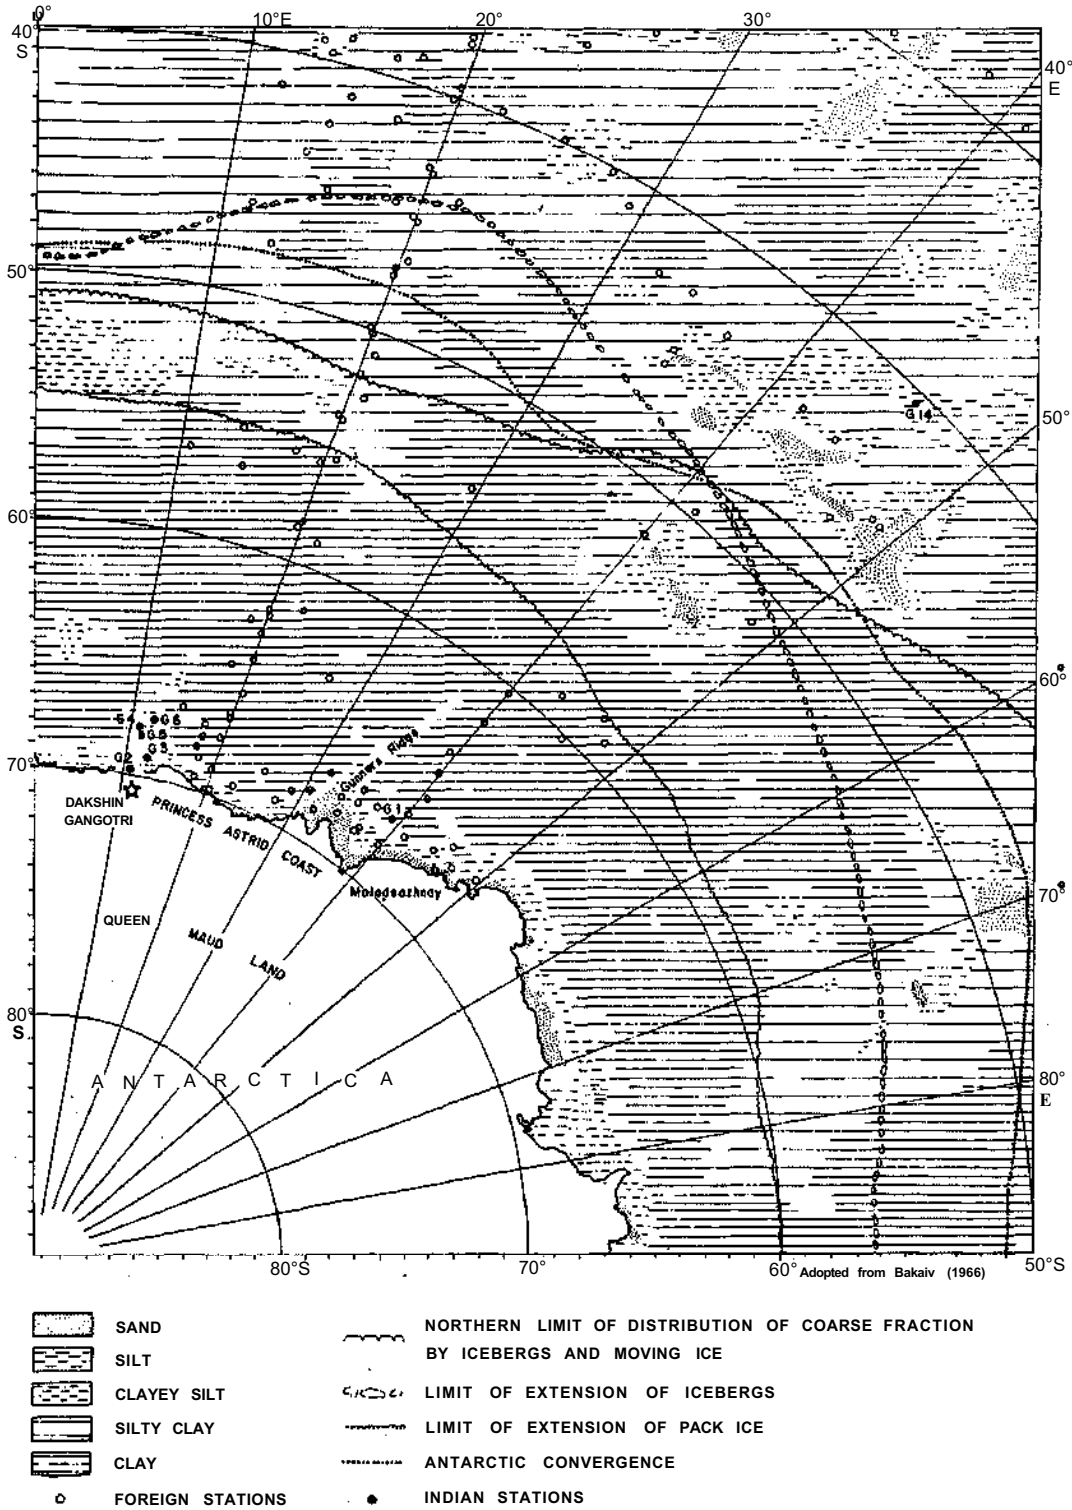 0° 10°E 20° 30°
40° S
40° E
50°
G14
50°
60°
60°
G4 G6
G5
G3
G2
70°
Gunners Ridge
G1
DAKSHIN
GANGOTRI
PRINCESS ASTRID COAST
Molodezhnay
70°
QUEEN MAUD LAND
80° S
ANTARCTICA
80° E
80°S 70° 60° 50°S
Adopted from Bakaiv (1966)
SAND
SILT
CLAYEY SILT
SILTY CLAY
CLAY
FOREIGN STATIONS
NORTHERN LIMIT OF DISTRIBUTION OF COARSE FRACTION
BY ICEBERGS AND MOVING ICE
LIMIT OF EXTENSION OF ICEBERGS
LIMIT OF EXTENSION OF PACK ICE
ANTARCTIC CONVERGENCE
INDIAN STATIONS